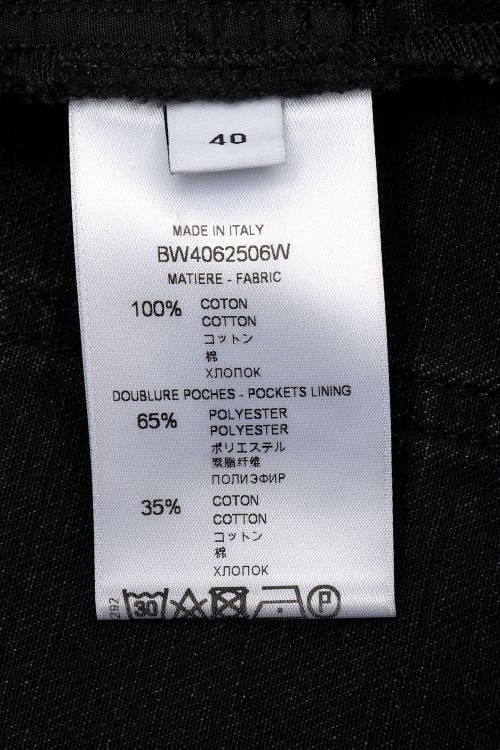 40
MADE IN ITALY
BW4062506W
MATIERE - FABRIC
100% COTON
COTTON
コットン
棉
ХЛОПОК
DOUBLURE POCHES - POCKETS LINING
65% POLYESTER
POLYESTER
ポリエステル
聚脂纤维
ПОЛИЭФИР
35% COTON
COTTON
コットン
棉
ХЛОПОК
292
30 P